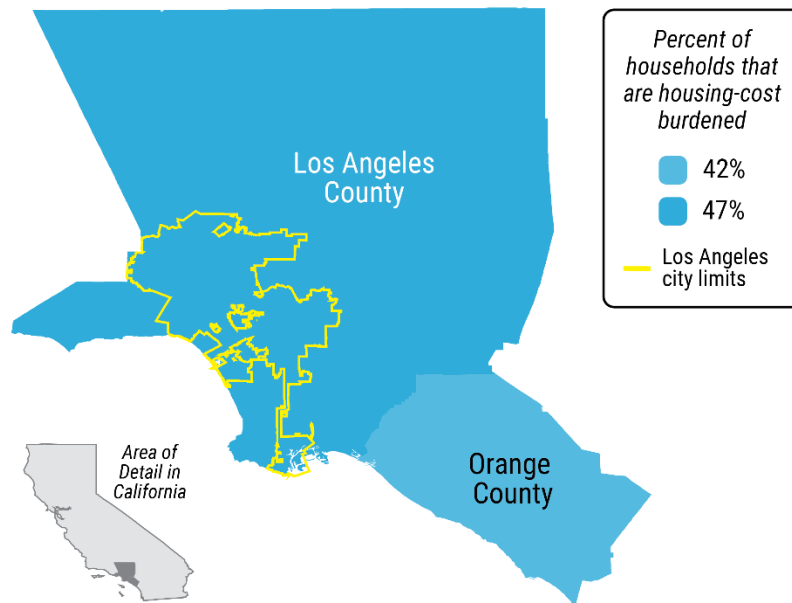 Percent of
households that
are housing-cost
burdened
42%
47%
Los Angeles
city limits
Los Angeles
County
Orange
County
Area of
Detail in
California